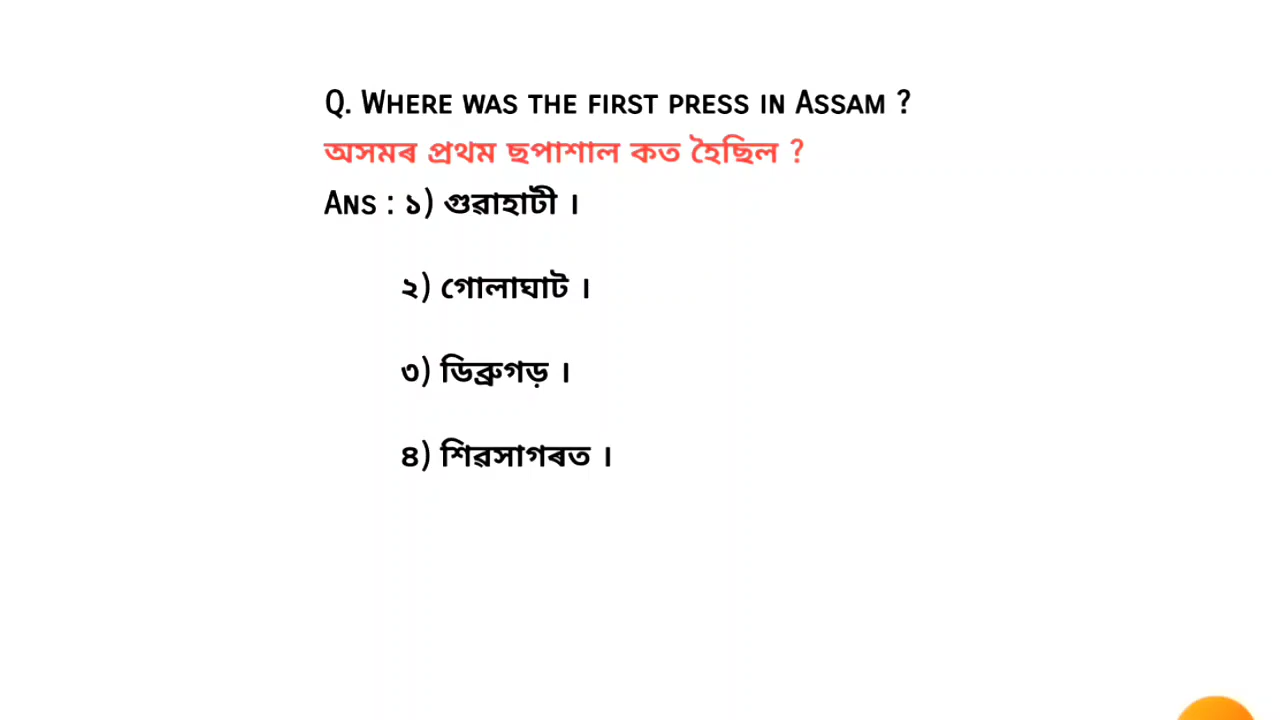 Q. Where was the first press in Assam ?
অসমৰ প্ৰথম ছপাশাল কত হৈছিল ?
Ans : ১) গুৱাহাটী ।
২) গোলাঘাট ।
৩) ডিব্ৰুগড় ।
৪) শিৱসাগৰত ।